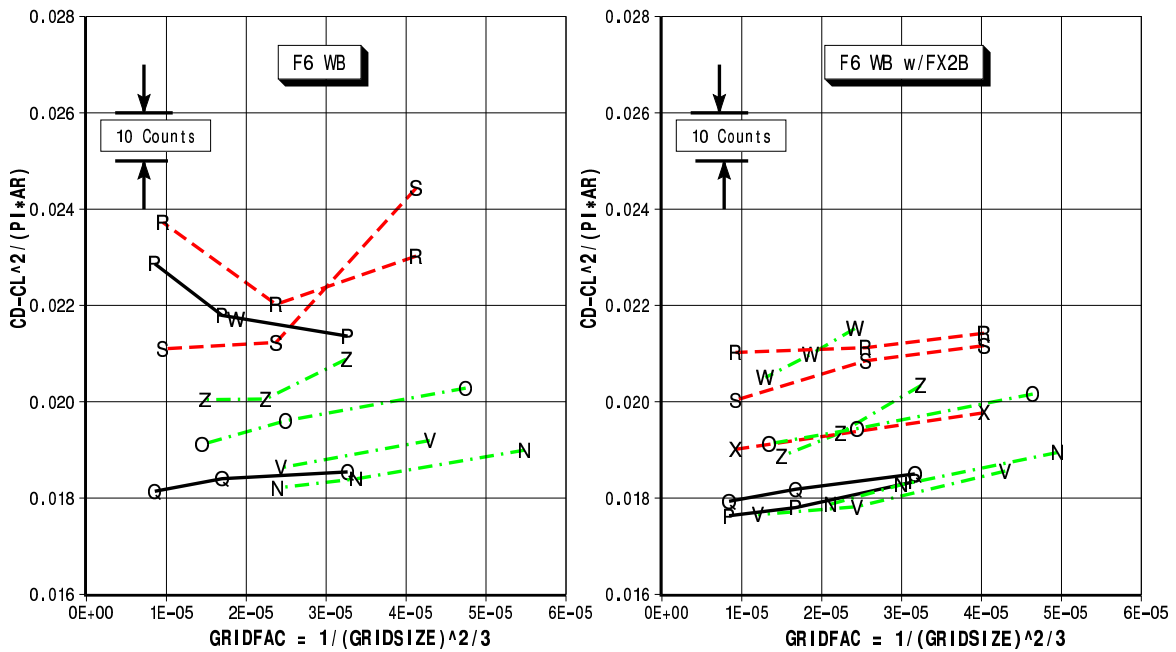 0.028
0.026
0.024
0.022
0.020
0.018
0.016
CD-CL^2/(PI*AR)
F6 WB
10 Counts
S
R
R
R
P
P
W
P
S
S
Z
Z
Z
O
O
O
V
V
N
N
N
Q
Q
Q
0E+00 1E-05 2E-05 3E-05 4E-05 5E-05 6E-05
GRIDFAC = 1/(GRIDSIZE)^2/3
0.028
0.026
0.024
0.022
0.020
0.018
0.016
CD-CL^2/(PI*AR)
F6 WB w/FX2B
10 Counts
W
W
W
R
R
R
S
S
S
Z
Z
Z
O
O
O
X
X
Q
Q
Q
P
P
P
N
N
N
V
V
V
0E+00 1E-05 2E-05 3E-05 4E-05 5E-05 6E-05
GRIDFAC = 1/(GRIDSIZE)^2/3